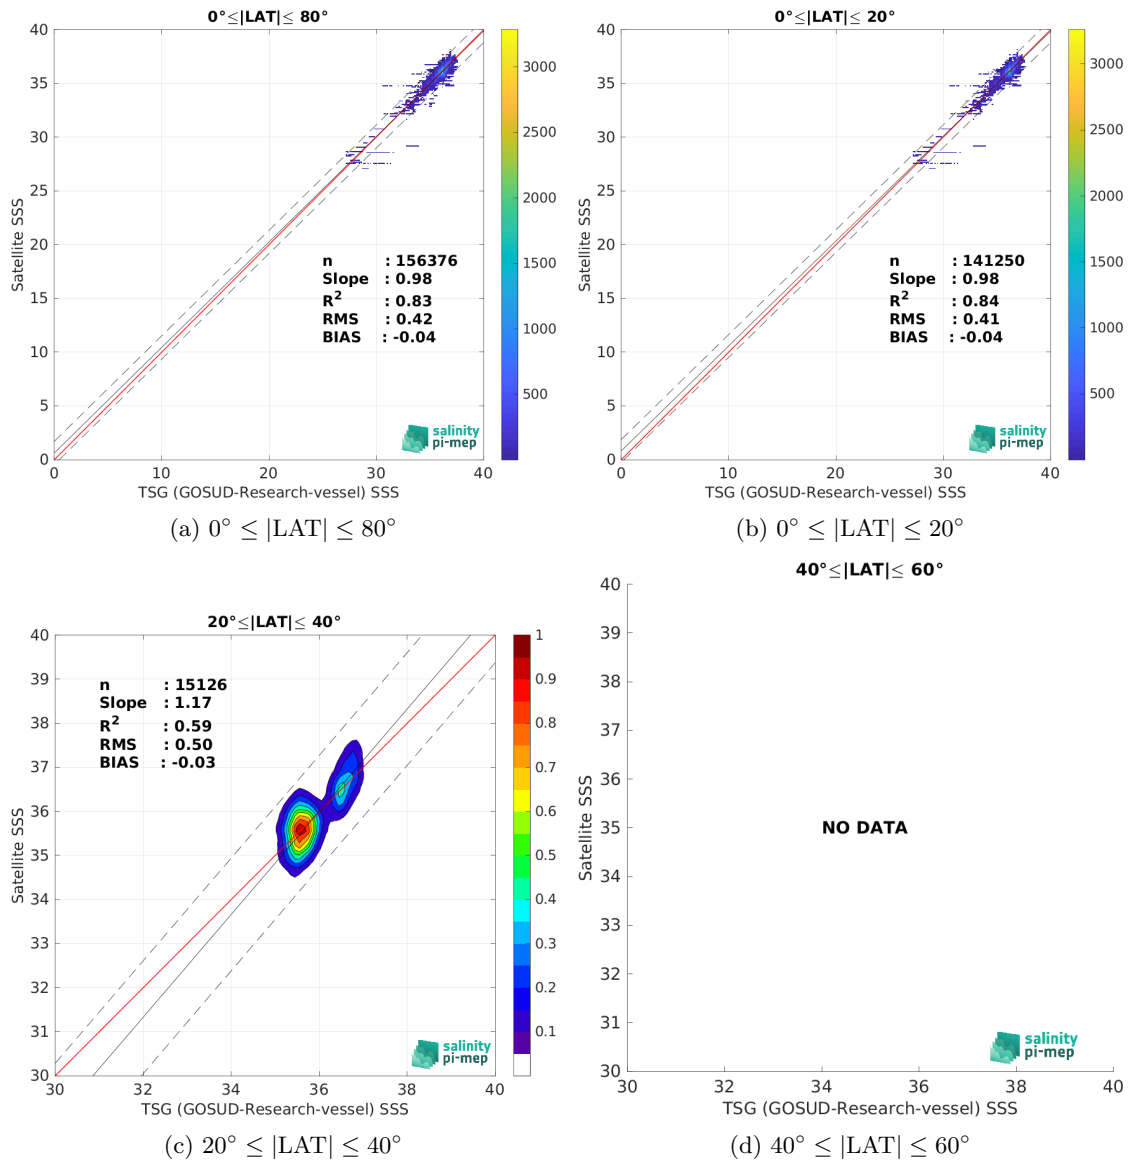 0°≤|LAT|≤ 80°
40
35
30
25
20
15
10
5
0
Satellite SSS
n : 156376
Slope : 0.98
R² : 0.83
RMS : 0.42
BIAS : -0.04
salinity
pi-mep
0 10 20 30 40
TSG (GOSUD-Research-vessel) SSS
3000
2500
2000
1500
1000
500
(a) 0° ≤ |LAT| ≤ 80°
0°≤|LAT|≤ 20°
40
35
30
25
20
15
10
5
0
Satellite SSS
n : 141250
Slope : 0.98
R² : 0.84
RMS : 0.41
BIAS : -0.04
salinity
pi-mep
0 10 20 30 40
TSG (GOSUD-Research-vessel) SSS
3000
2500
2000
1500
1000
500
(b) 0° ≤ |LAT| ≤ 20°
20°≤|LAT|≤ 40°
40
39
38
37
36
35
34
33
32
31
30
Satellite SSS
n : 15126
Slope : 1.17
R² : 0.59
RMS : 0.50
BIAS : -0.03
salinity
pi-mep
30 32 34 36 38 40
TSG (GOSUD-Research-vessel) SSS
1
0.9
0.8
0.7
0.6
0.5
0.4
0.3
0.2
0.1
(c) 20° ≤ |LAT| ≤ 40°
40°≤|LAT|≤ 60°
40
39
38
37
36
35
34
33
32
31
30
Satellite SSS
NO DATA
salinity
pi-mep
30 32 34 36 38 40
TSG (GOSUD-Research-vessel) SSS
(d) 40° ≤ |LAT| ≤ 60°